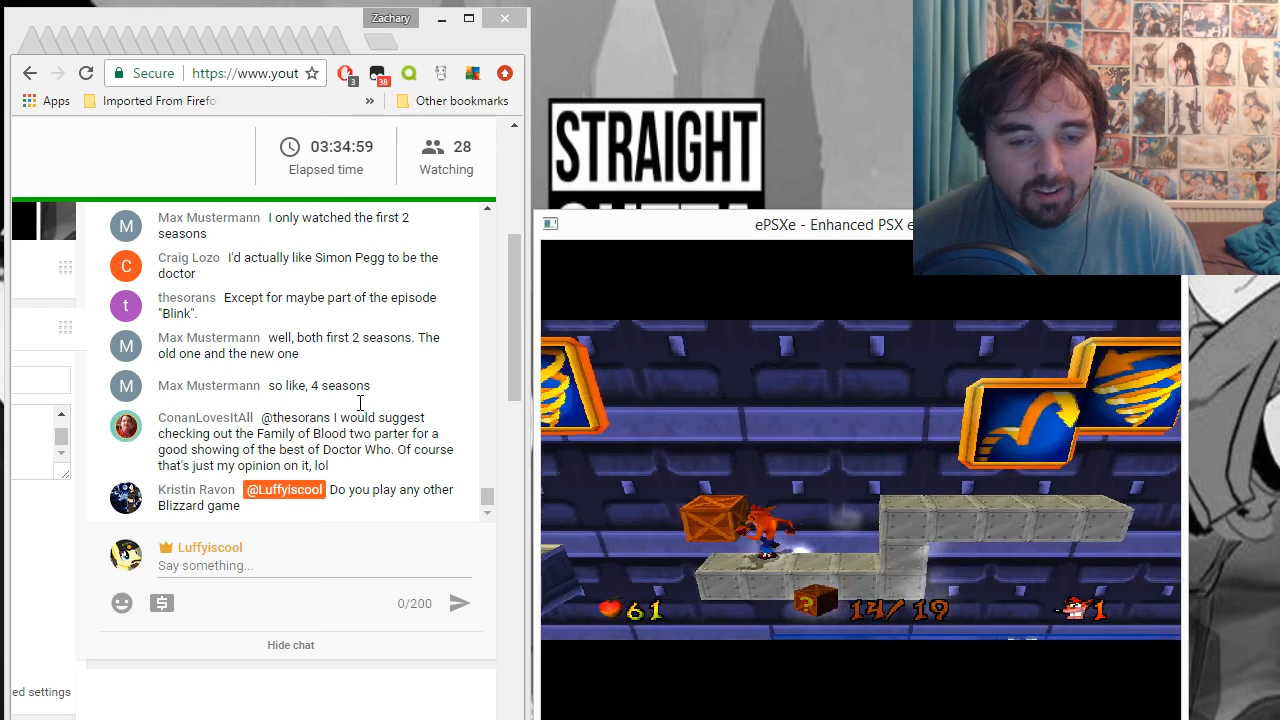 Zachary
Secure
https://www.yout
3
38
Apps
Imported From Firefo
»
Other bookmarks
03:34:59
Elapsed time
28
Watching
Max Mustermann I only watched the first 2
seasons
Craig Lozo I'd actually like Simon Pegg to be the
doctor
thesorans Except for maybe part of the episode
"Blink".
Max Mustermann well, both first 2 seasons. The
old one and the new one
Max Mustermann so like, 4 seasons
ConanLovesItAll @thesorans I would suggest
checking out the Family of Blood two parter for a
good showing of the best of Doctor Who. Of course
that's just my opinion on it, lol
Kristin Ravon @Luffyiscool Do you play any other
Blizzard game
Luffyiscool
Say something...
0/200
Hide chat
ed settings
M
C
t
M
M
STRAIGHT
ePSXe - Enhanced PSX e
?
61
14/19
1